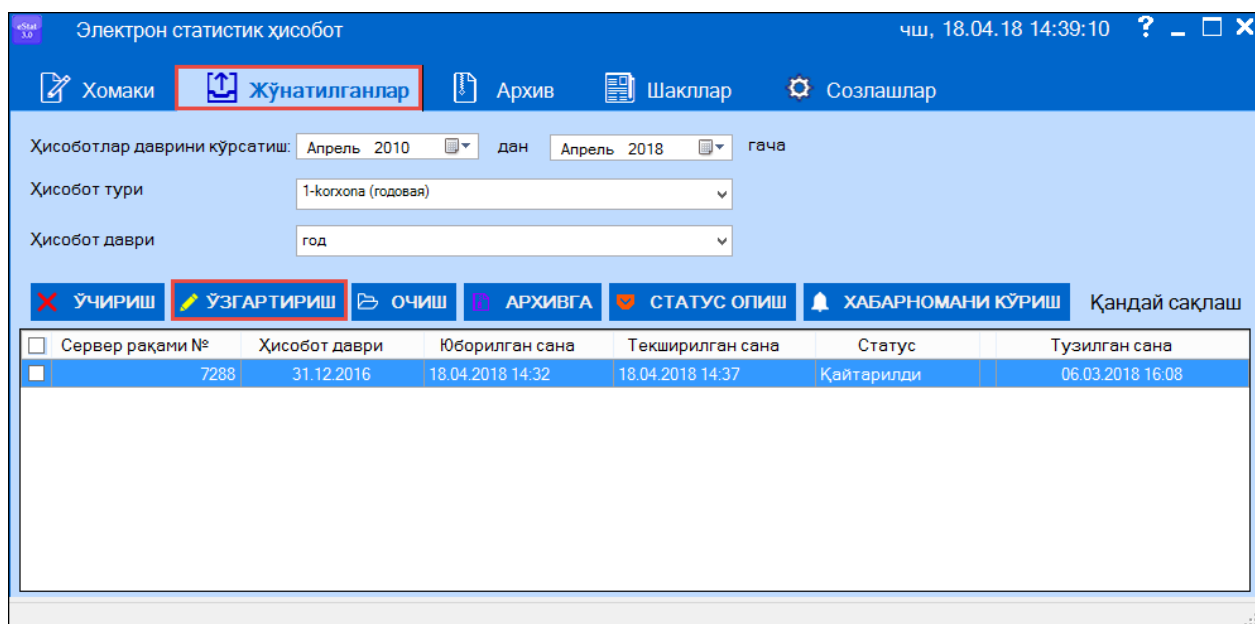 eStat 3.0 Электрон статистик ҳисобот чш, 18.04.18 14:39:10 ?
Хомаки Жўнатилганлар Архив Шакллар Созлашлар
Ҳисоботлар даврини кўрсатиш: Апрель 2010 дан Апрель 2018 гача
Ҳисобот тури 1-korxona (годовая)
Ҳисобот даври год
ЎЧИРИШ ЎЗГАРТИРИШ ОЧИШ АРХИВГА СТАТУС ОЛИШ ХАБАРНОМАНИ КЎРИШ Қандай сақлаш
Сервер рақами № Ҳисобот даври Юборилган сана Текширилган сана Статус Тузилган сана
7288 31.12.2016 18.04.2018 14:32 18.04.2018 14:37 Қайтарилди 06.03.2018 16:08